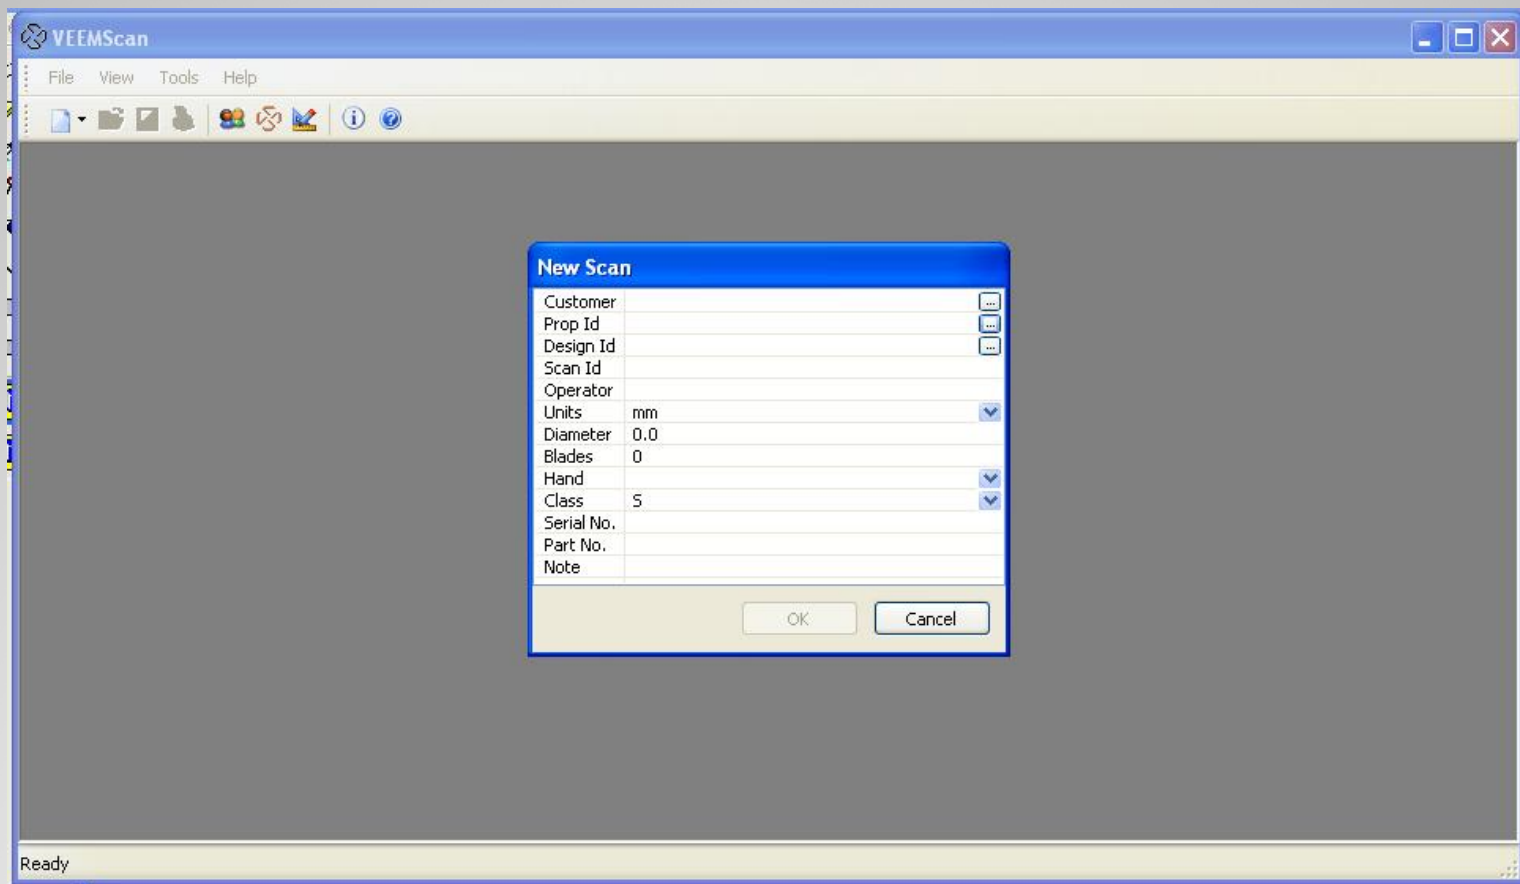 VEEMScan
File View Tools Help
New Scan
Customer ...
Prop Id ...
Design Id ...
Scan Id
Operator
Units mm
Diameter 0.0
Blades 0
Hand
Class S
Serial No.
Part No.
Note
OK Cancel
Ready